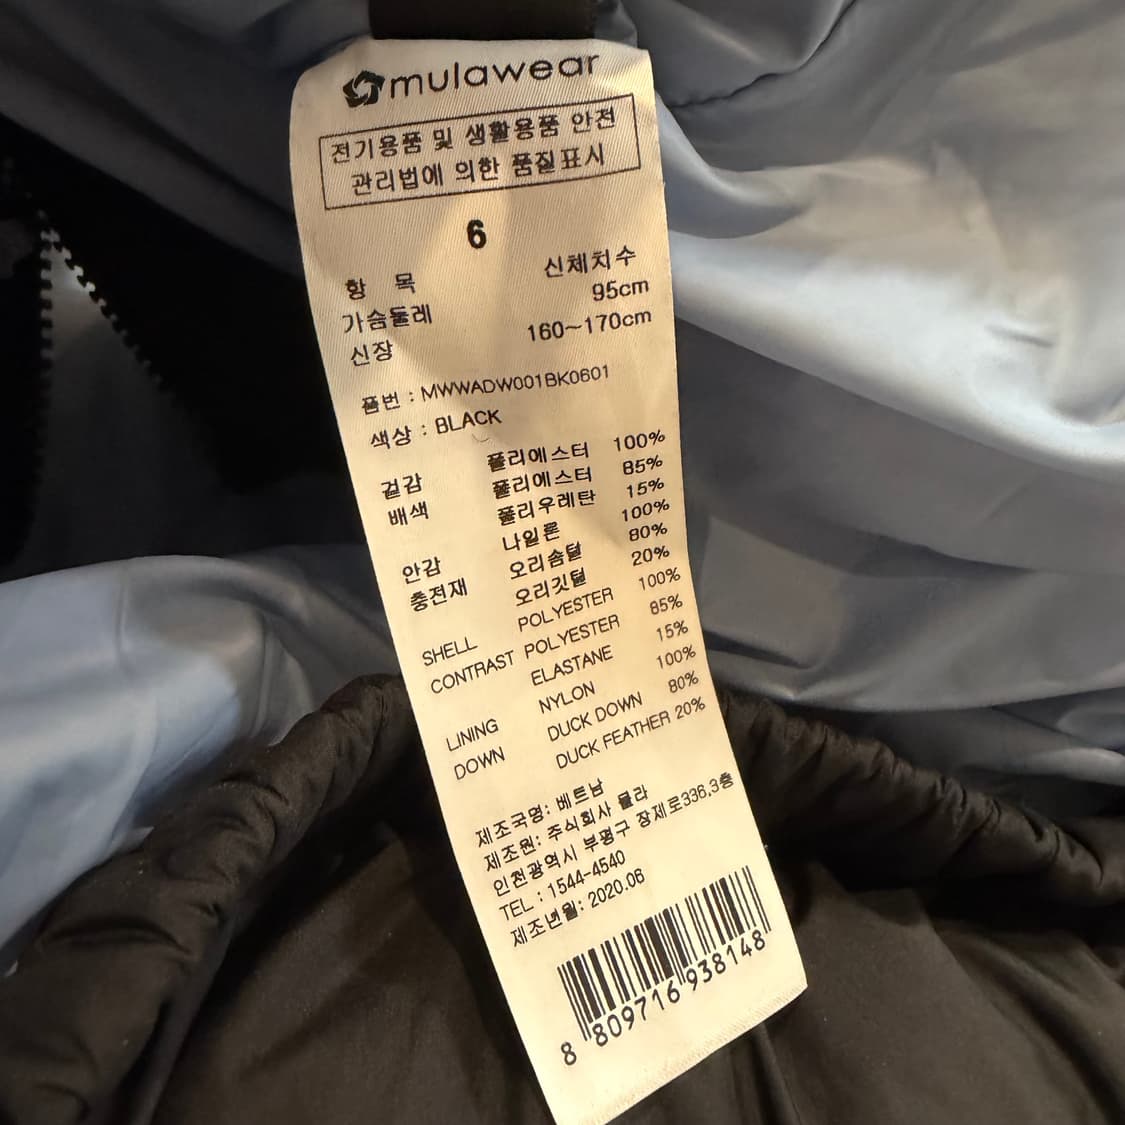 mulawear
전기용품 및 생활용품 안전
관리법에 의한 품질표시
6
항 목 신체치수
가슴둘레 95cm
신장 160~170cm
품번 : MWWADW001BK0601
색상 : BLACK
겉감 폴리에스터 100%
배색 폴리에스터 85%
폴리우레탄 15%
안감 나일론 100%
충전재 오리솜털 80%
오리깃털 20%
SHELL POLYESTER 100%
CONTRAST POLYESTER 85%
ELASTANE 15%
LINING NYLON 100%
DOWN DUCK DOWN 80%
DUCK FEATHER 20%
제조국명: 베트남
제조원: 주식회사 물라
인천광역시 부평구 장제로336,3층
TEL : 1544-4540
제조년월: 2020.06
8 809716 938148